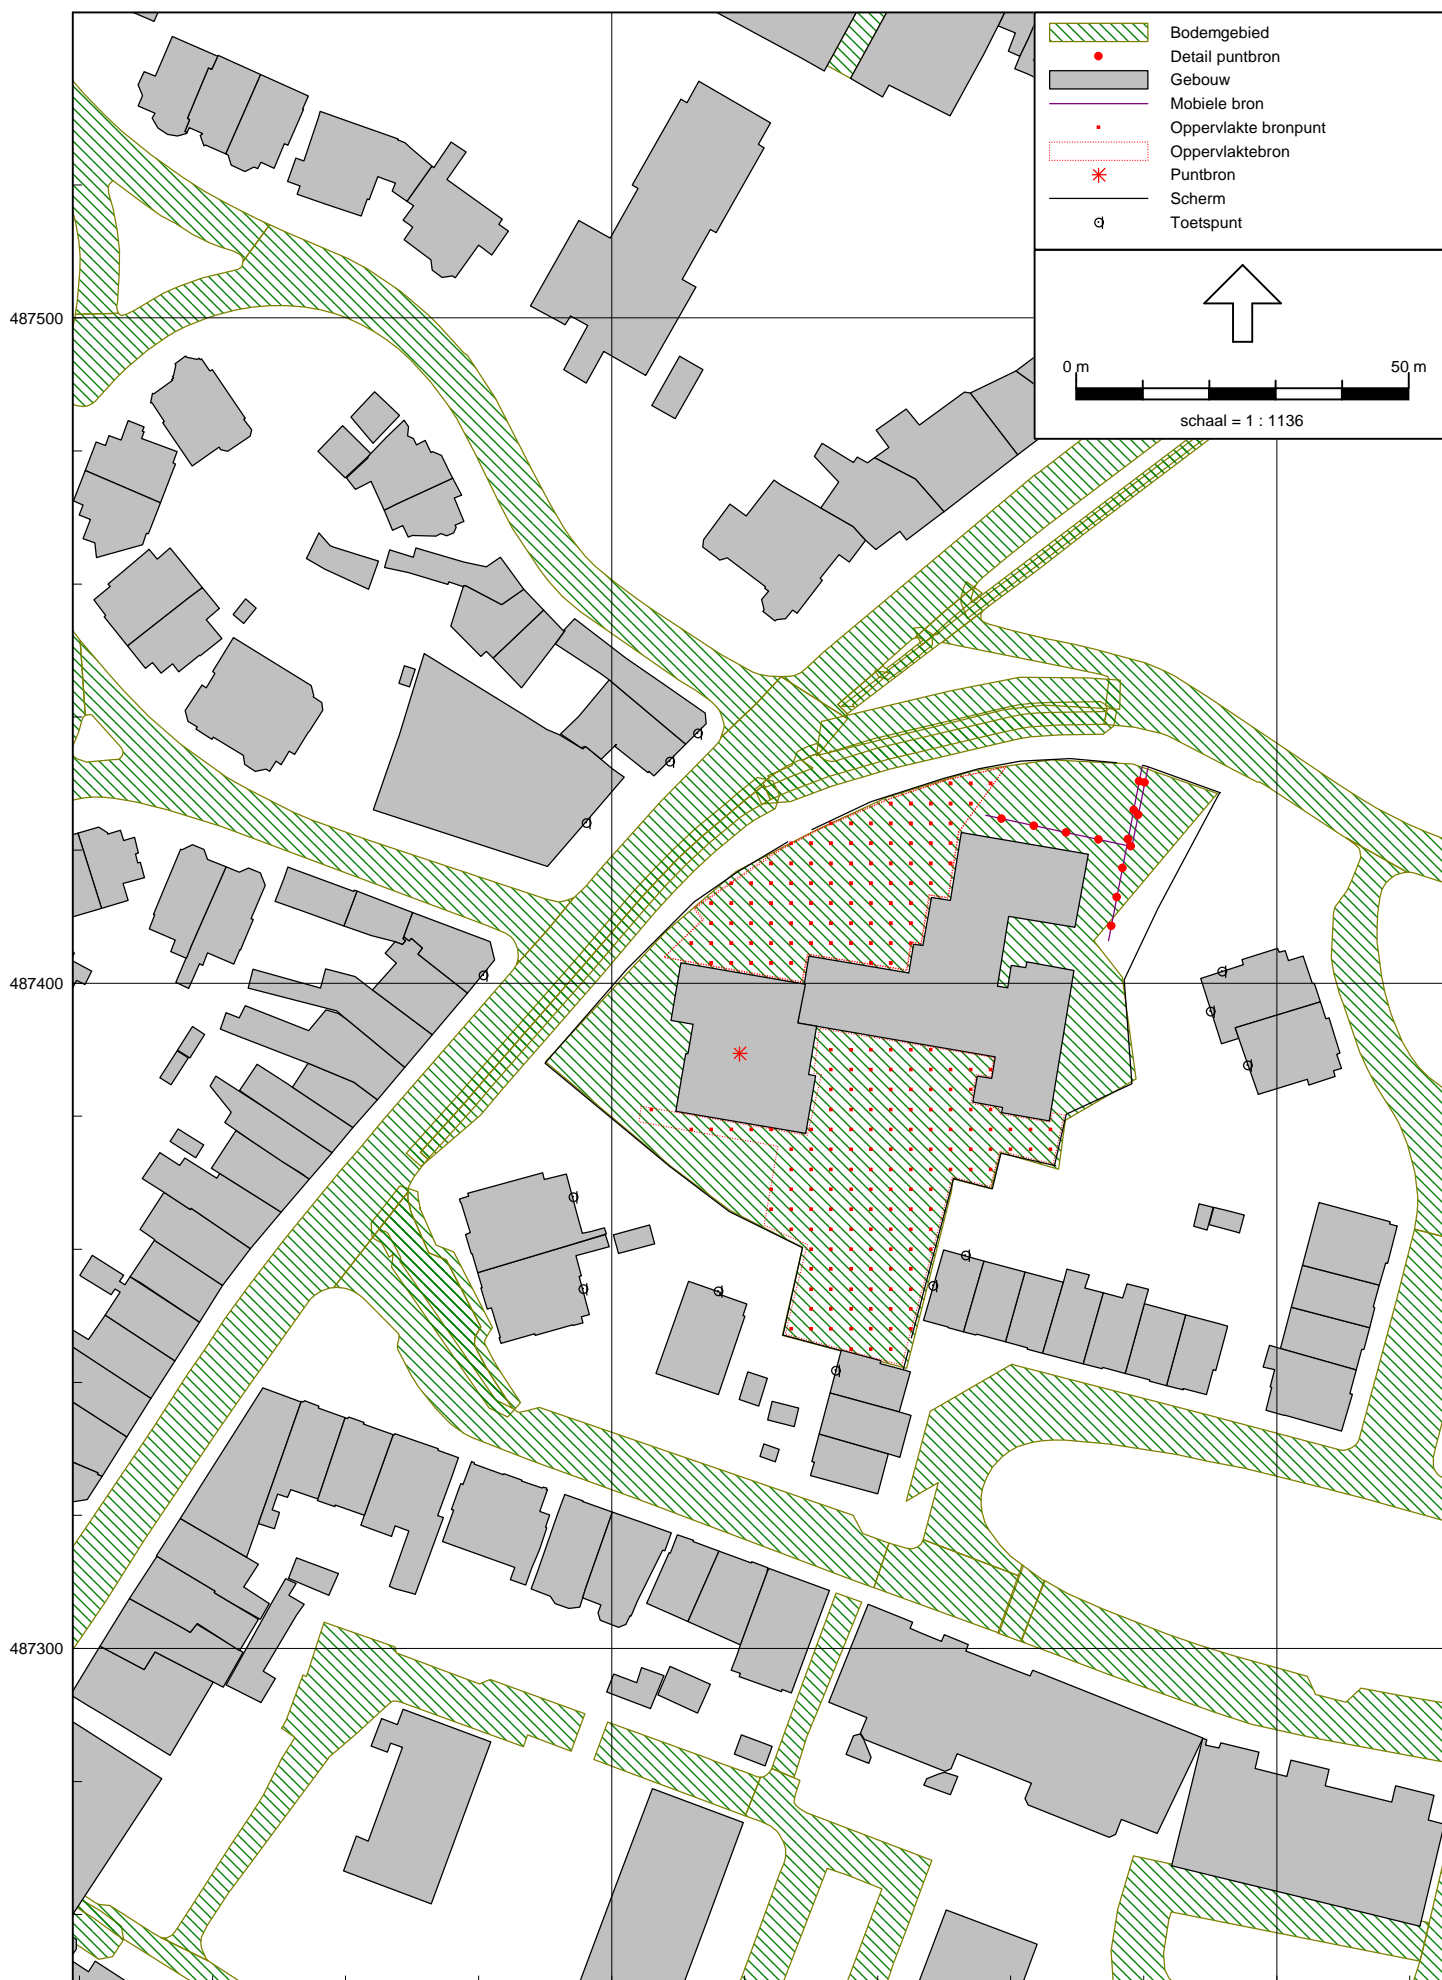 Bodemgebied
Detail puntbron
Gebouw
Mobiele bron
Oppervlakte bronpunt
Oppervlaktebron
Puntbron
Scherm
Toetspunt
487500
0 m 50 m
schaal = 1 : 1136
487400
487300